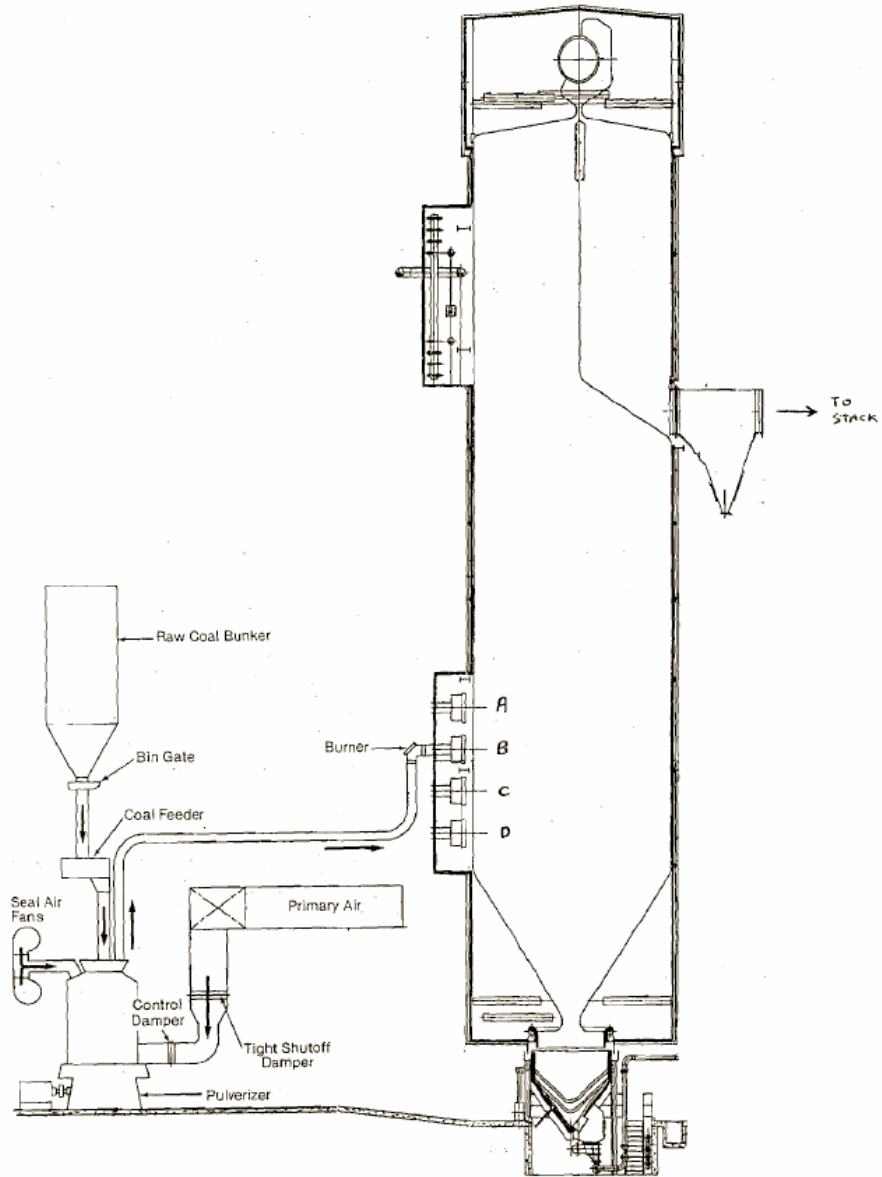 TO
STACK
Raw Coal Bunker
A
Burner
B
Bin Gate
C
Coal Feeder
D
Seal Air
Fans
Primary Air
Control
Damper
Tight Shutoff
Damper
Pulverizer